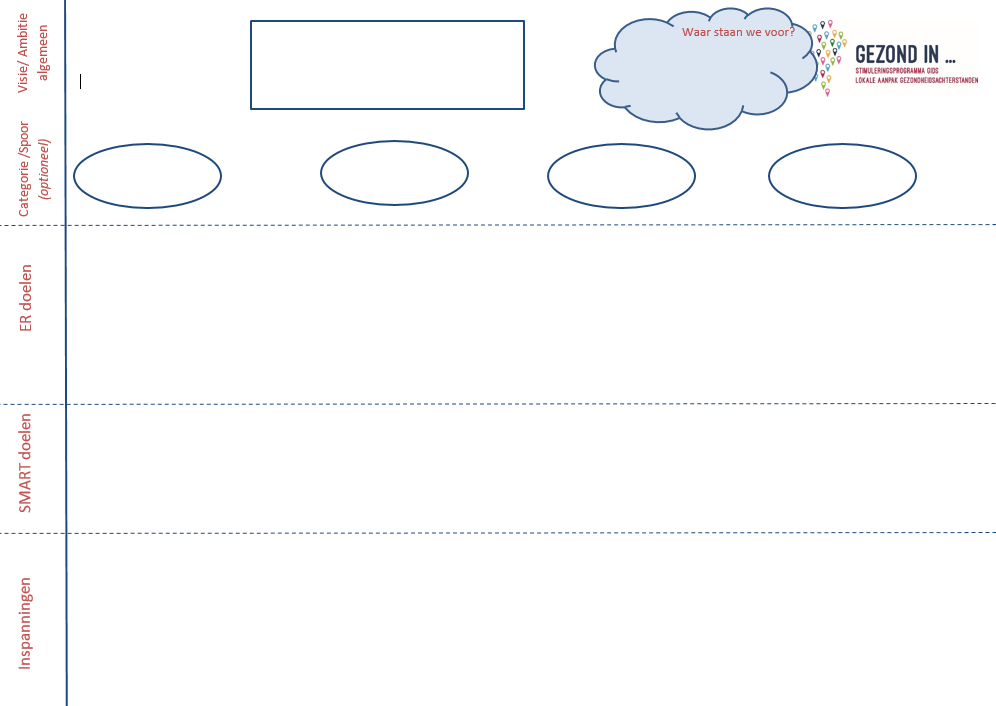 Visie/ Ambitie
algemeen
Waar staan we voor?
GEZOND IN ...
STIMULERINGSPROGRAMMA GIDS
LOKALE AANPAK GEZONDHEIDSACHTERSTANDEN
Categorie /Spoor
(optioneel)
ER doelen
SMART doelen
Inspanningen